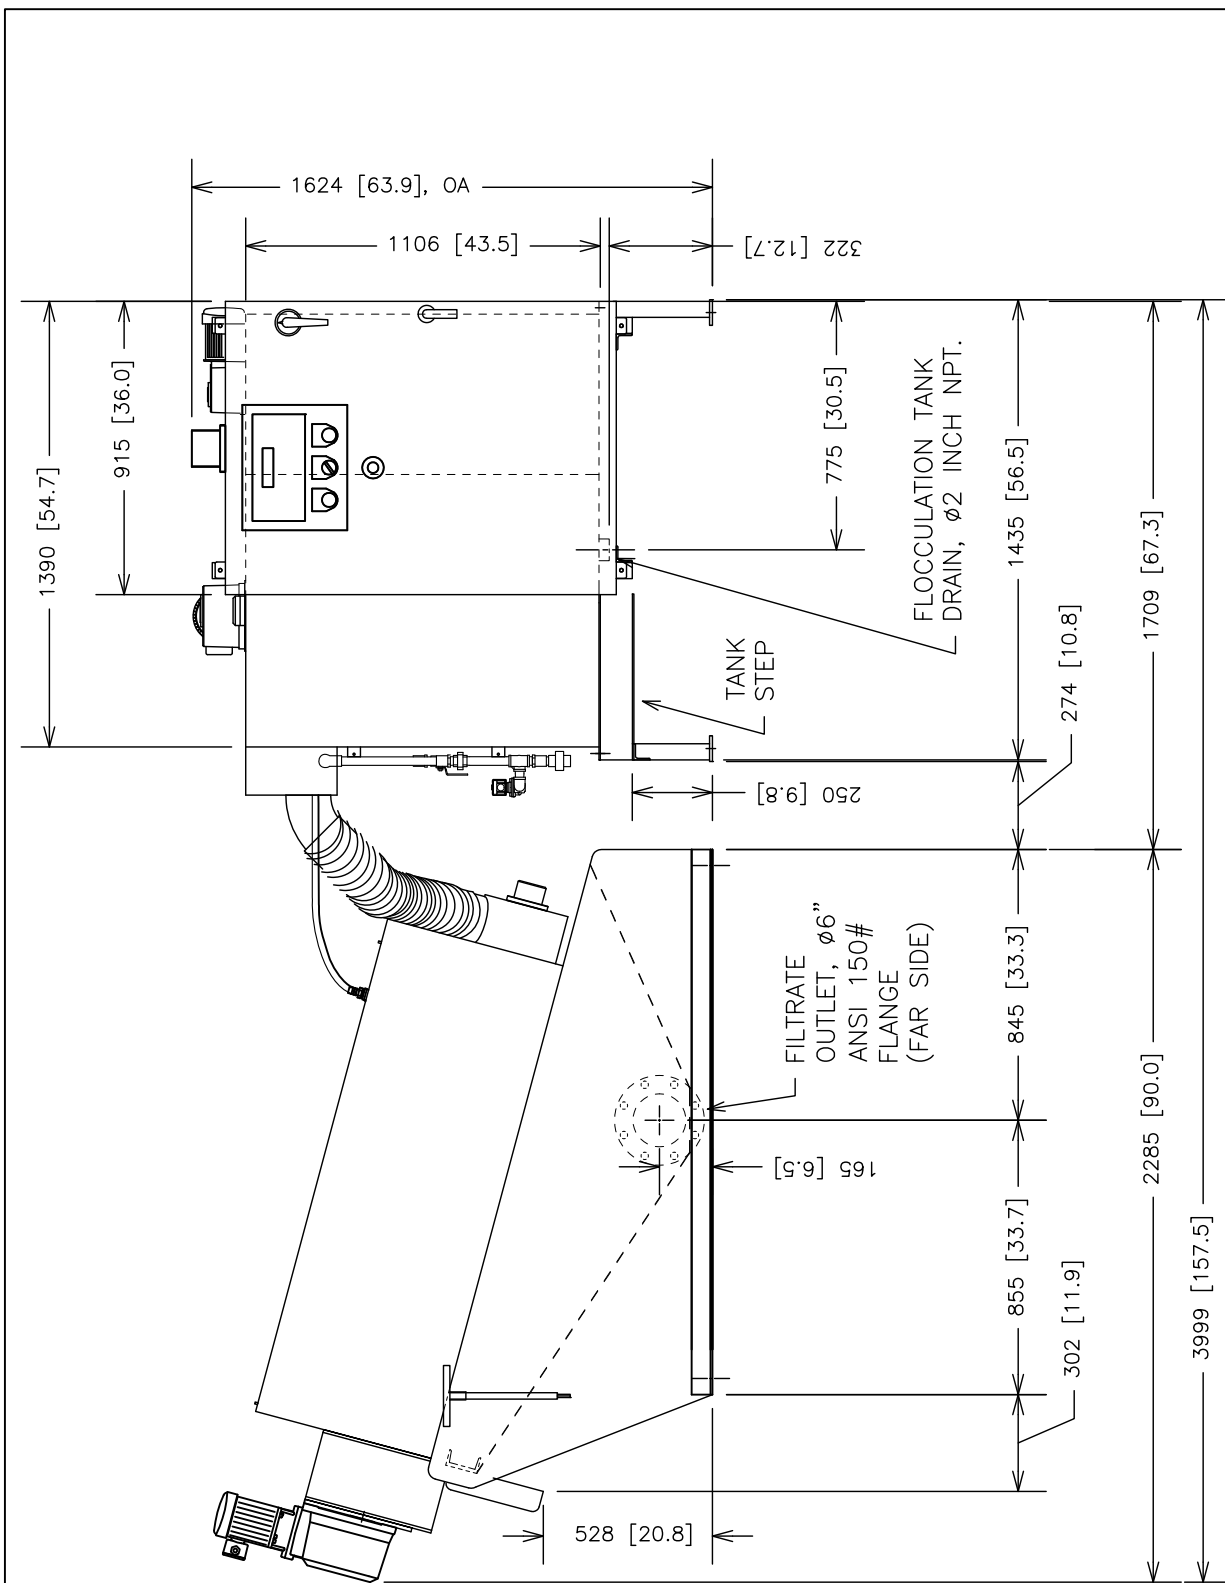 1624 [63.9], OA
1106 [43.5]
322 [12.7]
1390 [54.7]
915 [36.0]
775 [30.5]
FLOCCULATION TANK
DRAIN, ⌀2 INCH NPT.
1435 [56.5]
1709 [67.3]
274 [10.8]
TANK
STEP
250 [9.8]
FILTRATE
OUTLET, ⌀6”
ANSI 150#
FLANGE
(FAR SIDE)
845 [33.3]
165 [6.5]
2285 [90.0]
855 [33.7]
302 [11.9]
3999 [157.5]
528 [20.8]